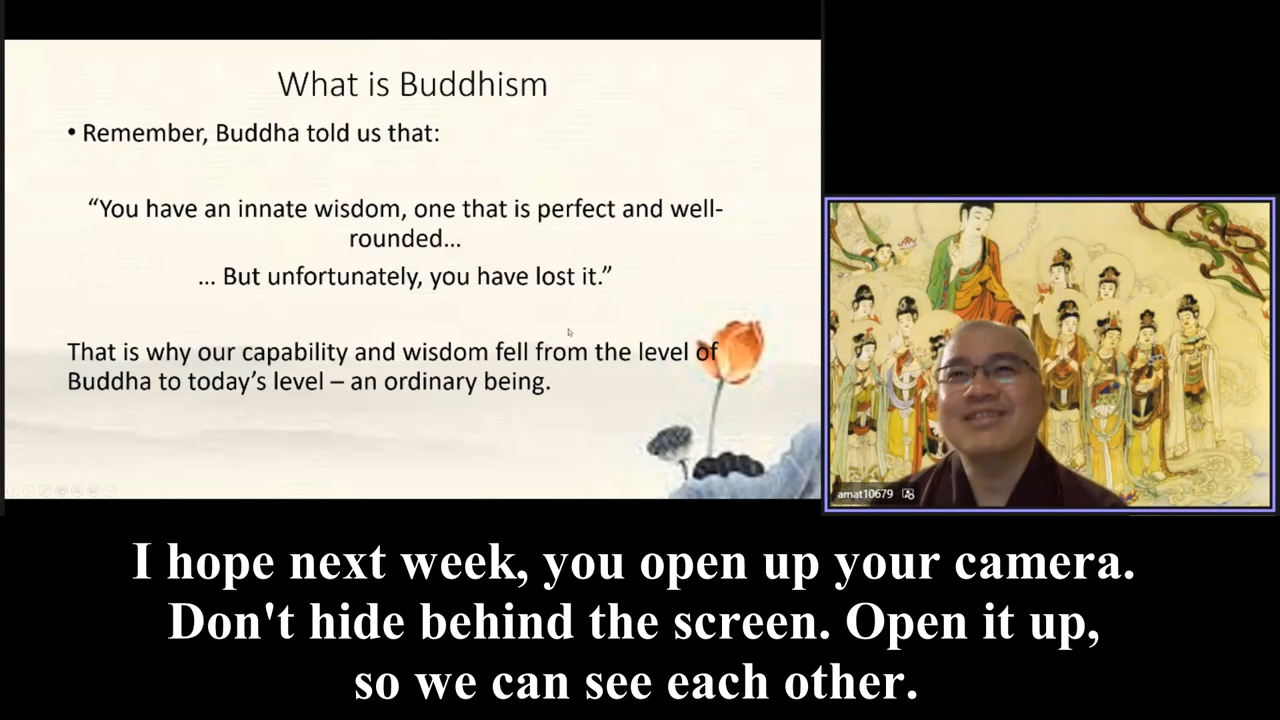 What is Buddhism
• Remember, Buddha told us that:
“You have an innate wisdom, one that is perfect and well-
rounded…
… But unfortunately, you have lost it.”
That is why our capability and wisdom fell from the level of
Buddha to today’s level – an ordinary being.
amat10679
I hope next week, you open up your camera.
Don't hide behind the screen. Open it up,
so we can see each other.